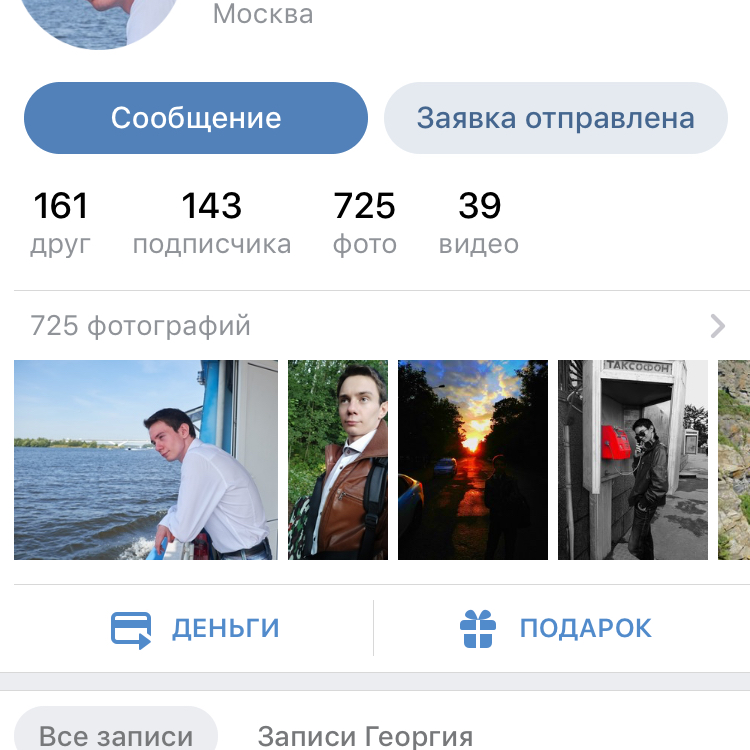 Москва
Сообщение
Заявка отправлена
161 143 725 39
друг подписчика фото видео
725 фотографий
ТАКСОФОН
ДЕНЬГИ ПОДАРОК
Все записи Записи Георгия